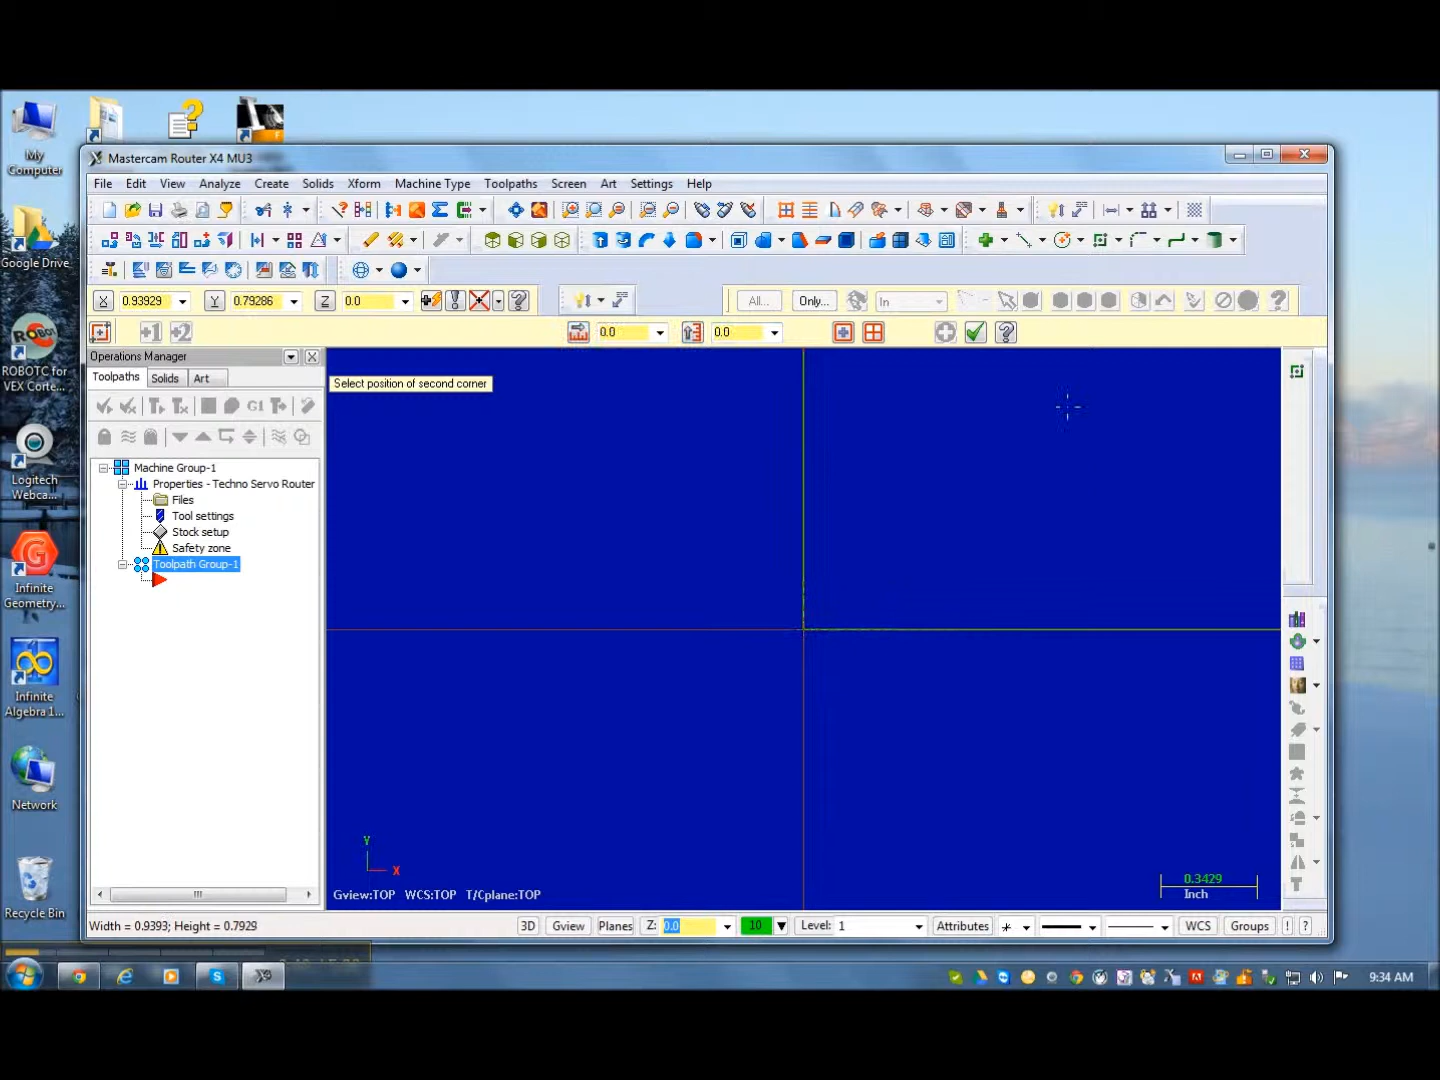 My
Computer
Google Drive
ROBOTC for
VEX Corte...
Logitech
Webca...
Infinite
Geometry...
Infinite
Algebra 1...
Network
Recycle Bin
Mastercam Router X4 MU3
File Edit View Analyze Create Solids Xform Machine Type Toolpaths Screen Art Settings Help
X 0.93929 Y 0.79286 Z 0.0 All... Only... In
+1 +2 0.0 0.0
Operations Manager
Toolpaths Solids Art
G1
Select position of second corner
Machine Group-1
Properties - Techno Servo Router
Files
Tool settings
Stock setup
Safety zone
Toolpath Group-1
Y
X
Gview:TOP WCS:TOP T/Cplane:TOP
0.3429
Inch
Width = 0.9393; Height = 0.7929 3D Gview Planes Z: 0.0 10 Level: 1 Attributes WCS Groups ! ?
9:34 AM